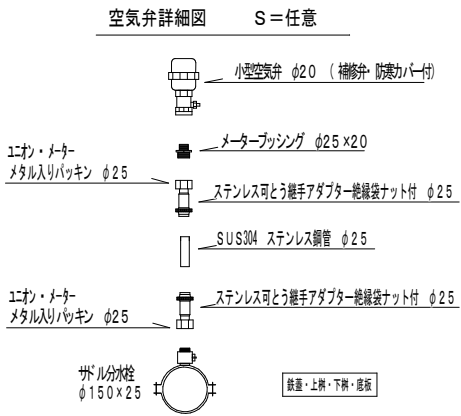 空気弁詳細図 S=任意
小型空気弁 φ20 (補修弁・防寒カバー付)
メーターブッシング φ25×20
ユニオン・メーター
メタル入りパッキン φ25
ステンレス可とう継手アダプター絶縁袋ナット付 φ25
SUS304 ステンレス鋼管 φ25
ユニオン・メーター
メタル入りパッキン φ25
ステンレス可とう継手アダプター絶縁袋ナット付 φ25
サドル分水栓
φ150×25
鉄蓋・上桝・下桝・底板